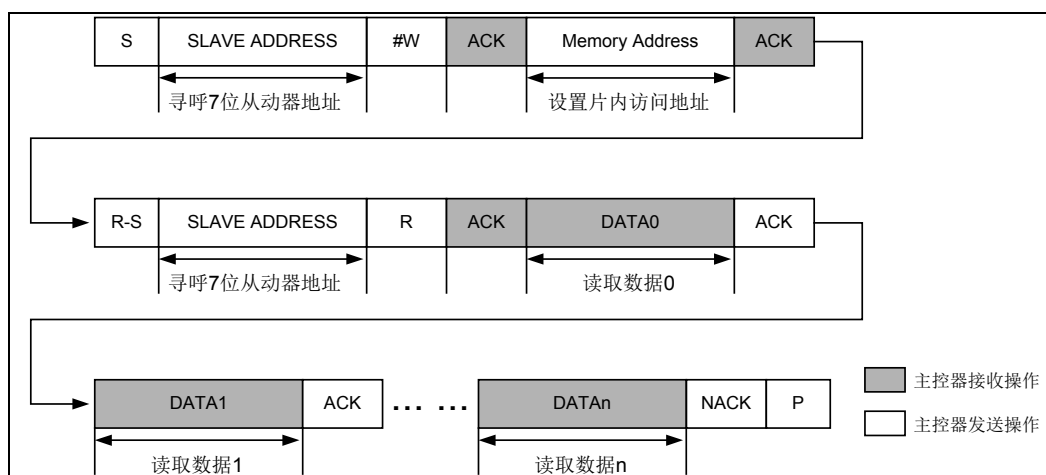 S SLAVE ADDRESS #W ACK Memory Address ACK
寻呼7位从动器地址 设置片内访问地址
R-S SLAVE ADDRESS R ACK DATA0 ACK
寻呼7位从动器地址 读取数据0
主控器接收操作
DATA1 ACK ... ... DATAn NACK P
主控器发送操作
读取数据1 读取数据n